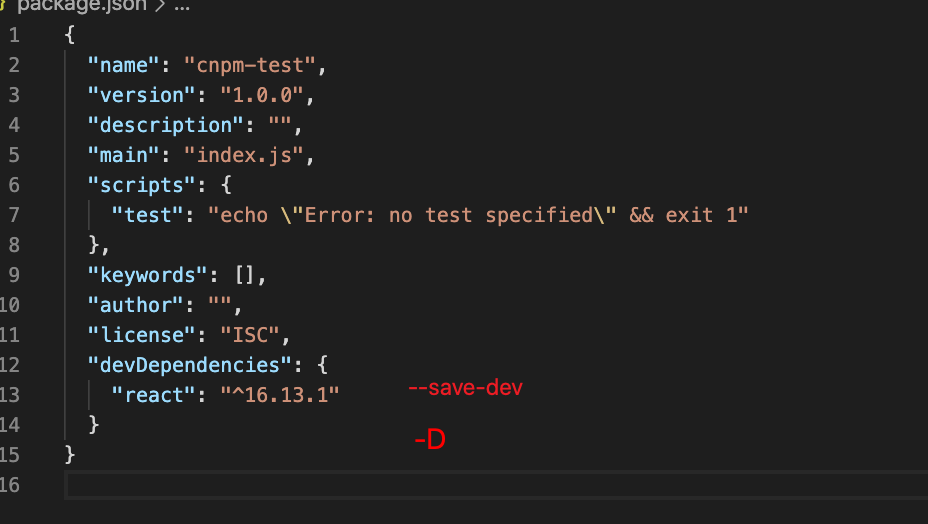 package.json > ...
1 {
2 "name": "cnpm-test",
3 "version": "1.0.0",
4 "description": "",
5 "main": "index.js",
6 "scripts": {
7 "test": "echo \"Error: no test specified\" && exit 1"
8 },
9 "keywords": [],
10 "author": "",
11 "license": "ISC",
12 "devDependencies": {
13 "react": "^16.13.1" --save-dev
14 }
-D
15 }
16